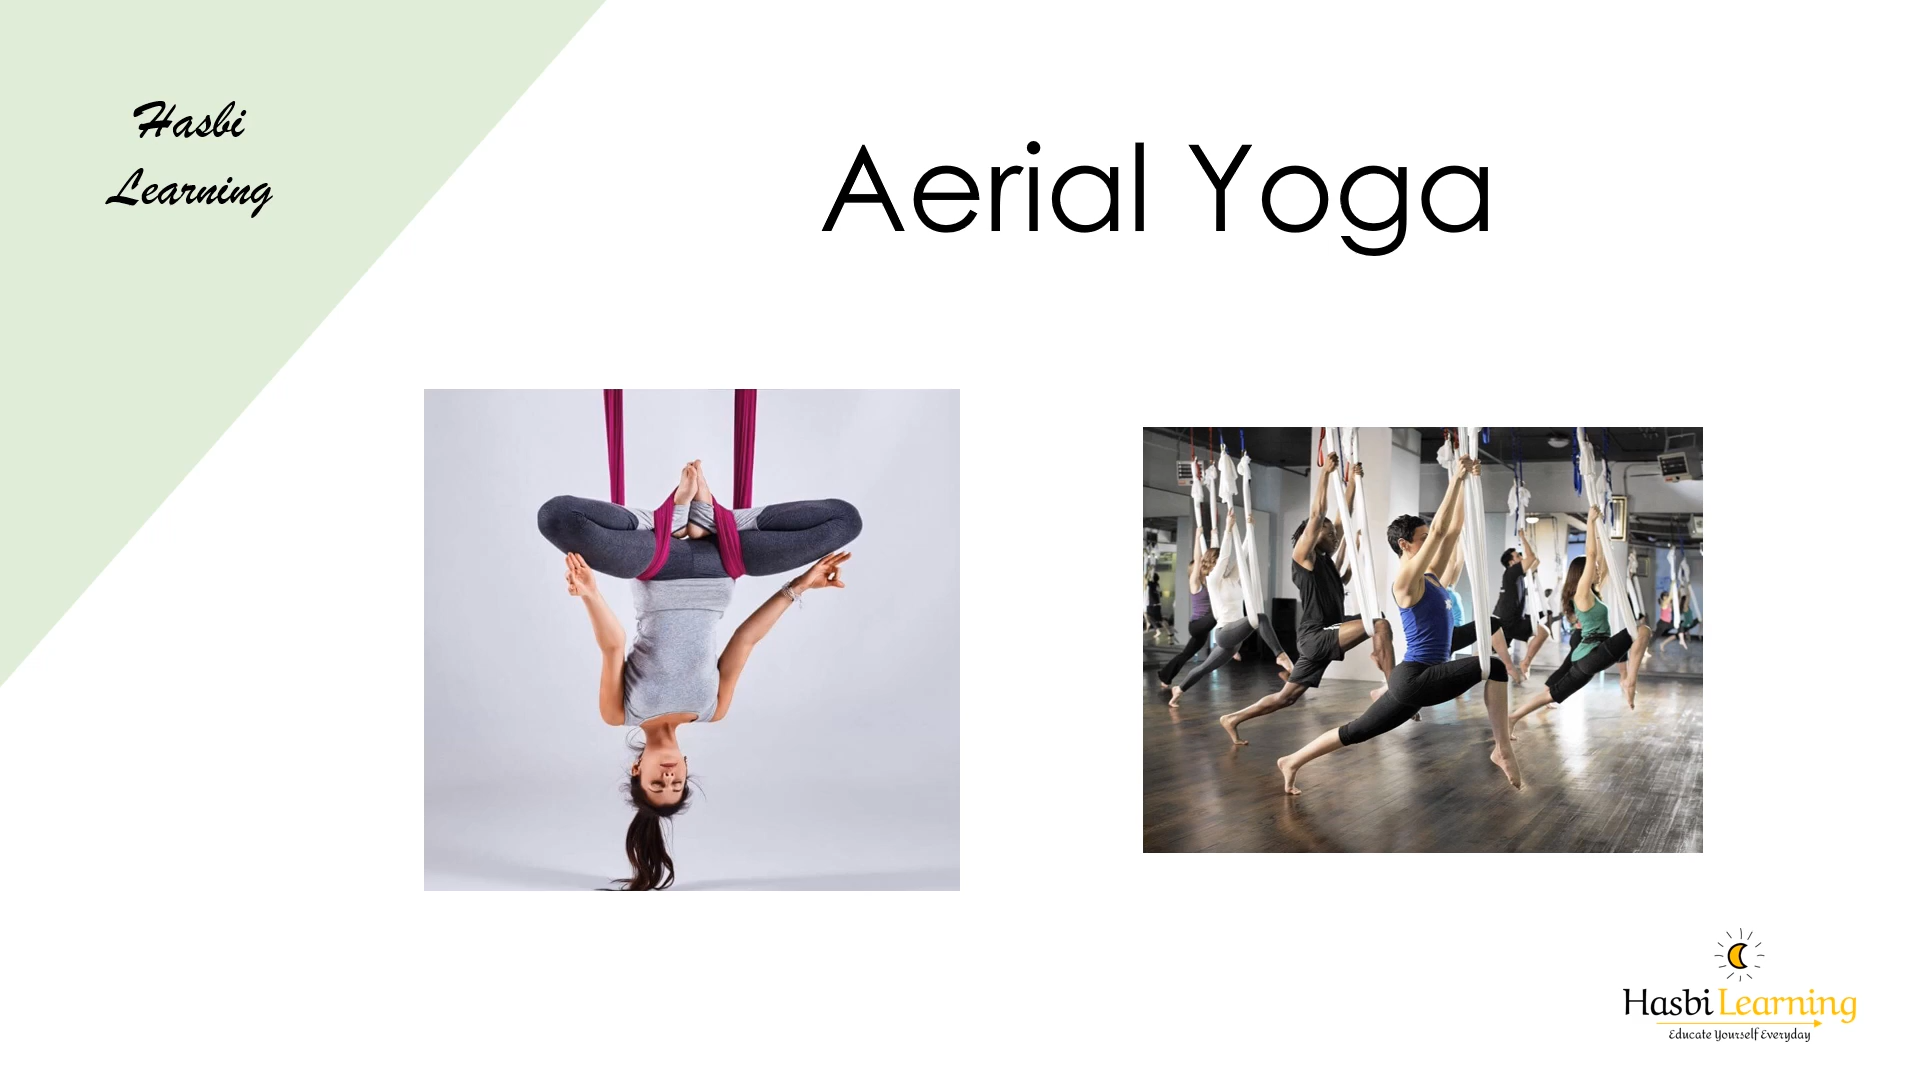 Hasbi
Learning
Aerial Yoga
Hasbi Learning
Educate Yourself Everyday